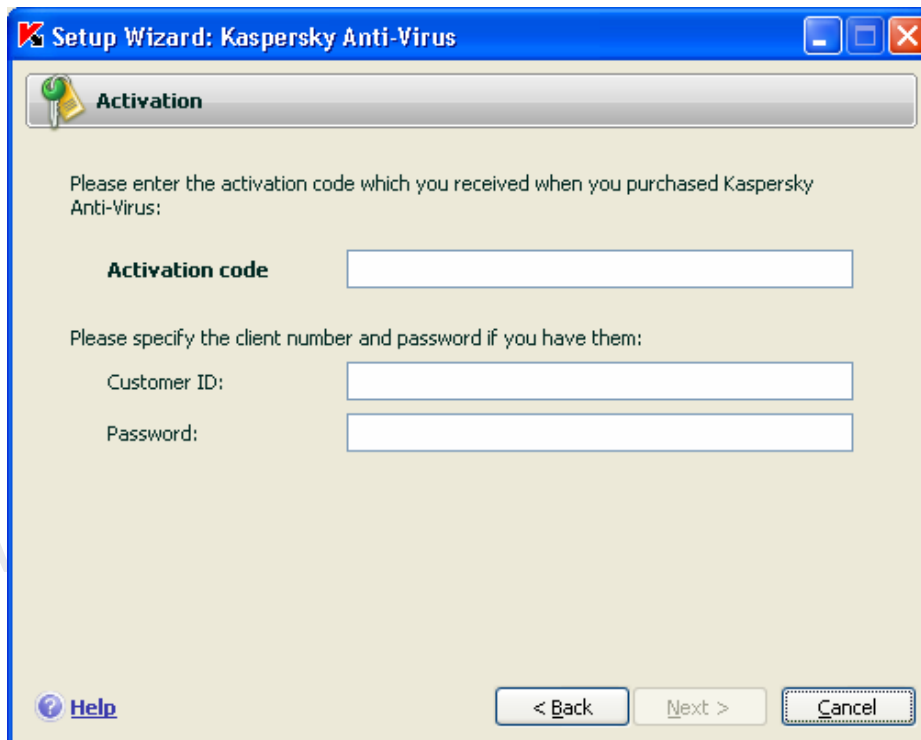 Setup Wizard: Kaspersky Anti-Virus
Activation
Please enter the activation code which you received when you purchased Kaspersky
Anti-Virus:
Activation code
Please specify the client number and password if you have them:
Customer ID:
Password:
Help
< Back
Next >
Cancel